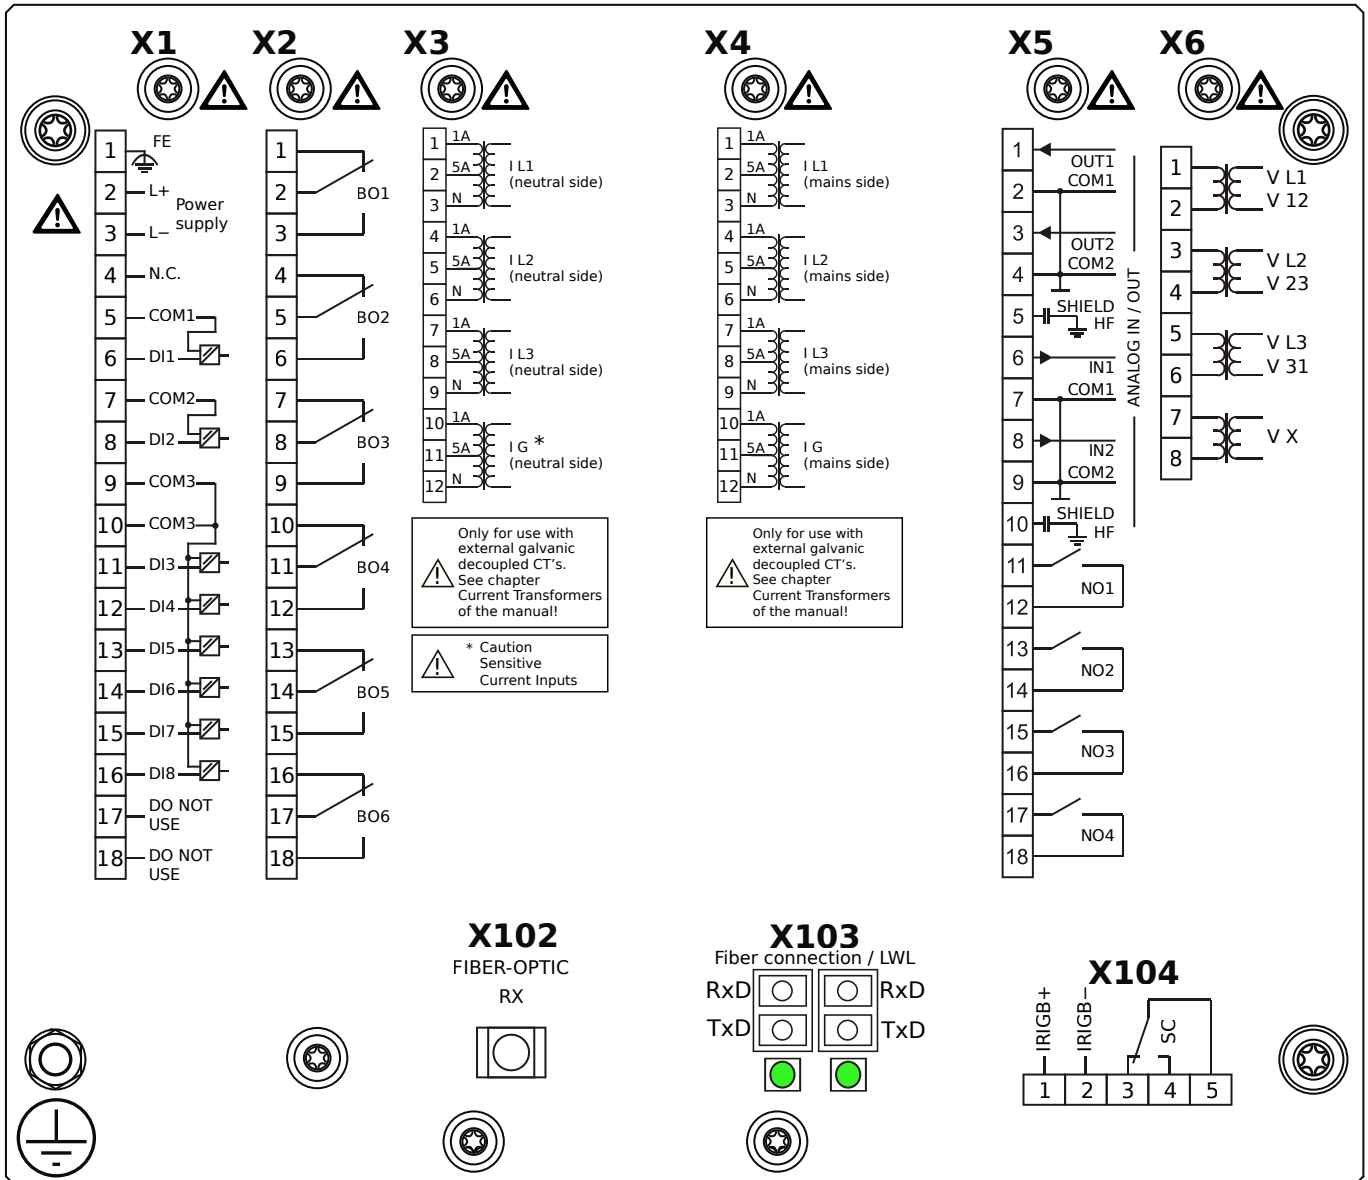 X1
X2
X3
X4
X5
X6
1
FE
2
L+
Power
supply
3
L−
4
N.C.
5
COM1
6
DI1
7
COM2
8
DI2
9
COM3
10
COM3
11
DI3
12
DI4
13
DI5
14
DI6
15
DI7
16
DI8
17
DO NOT
USE
18
DO NOT
USE
1
2
BO1
3
4
5
BO2
6
7
8
BO3
9
10
11
BO4
12
13
14
BO5
15
16
17
BO6
18
1 1A
2 5A
3 N
I L1
(neutral side)
4 1A
5 5A
6 N
I L2
(neutral side)
7 1A
8 5A
9 N
I L3
(neutral side)
10 1A
11 5A
12 N
I G *
(neutral side)
Only for use with
external galvanic
decoupled CT's.
See chapter
Current Transformers
of the manual!
* Caution
Sensitive
Current Inputs
1 1A
2 5A
3 N
I L1
(mains side)
4 1A
5 5A
6 N
I L2
(mains side)
7 1A
8 5A
9 N
I L3
(mains side)
10 1A
11 5A
12 N
I G
(mains side)
Only for use with
external galvanic
decoupled CT's.
See chapter
Current Transformers
of the manual!
1
OUT1
2
COM1
3
OUT2
4
COM2
5
SHIELD
HF
6
IN1
7
COM1
8
IN2
9
COM2
10
SHIELD
HF
ANALOG IN / OUT
11
NO1
12
13
NO2
14
15
NO3
16
17
NO4
18
1
2
V L1
V 12
3
4
V L2
V 23
5
6
V L3
V 31
7
8
V X
X102
FIBER-OPTIC
RX
X103
Fiber connection / LWL
RxD RxD
TxD TxD
X104
IRIGB+
IRIGB−
SC
1 2 3 4 5